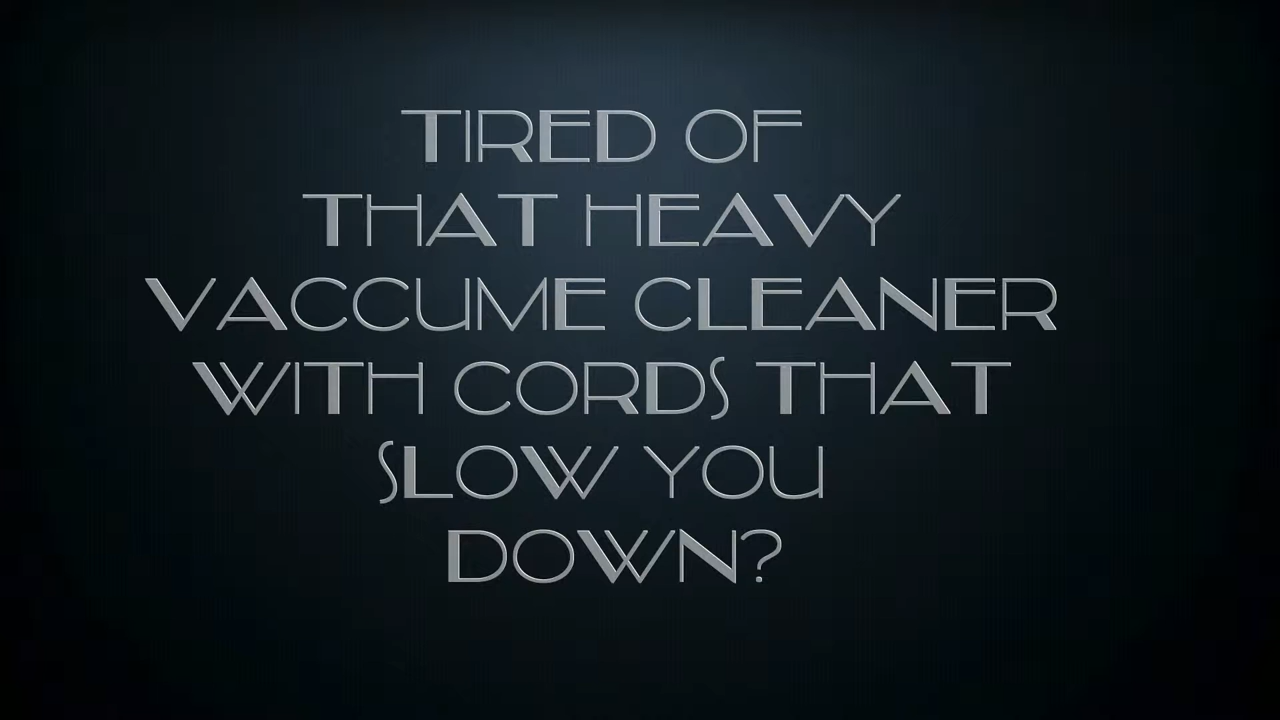 TIRED OF
THAT HEAVY
VACCUME CLEANER
WITH CORDS THAT
SLOW YOU
DOWN?